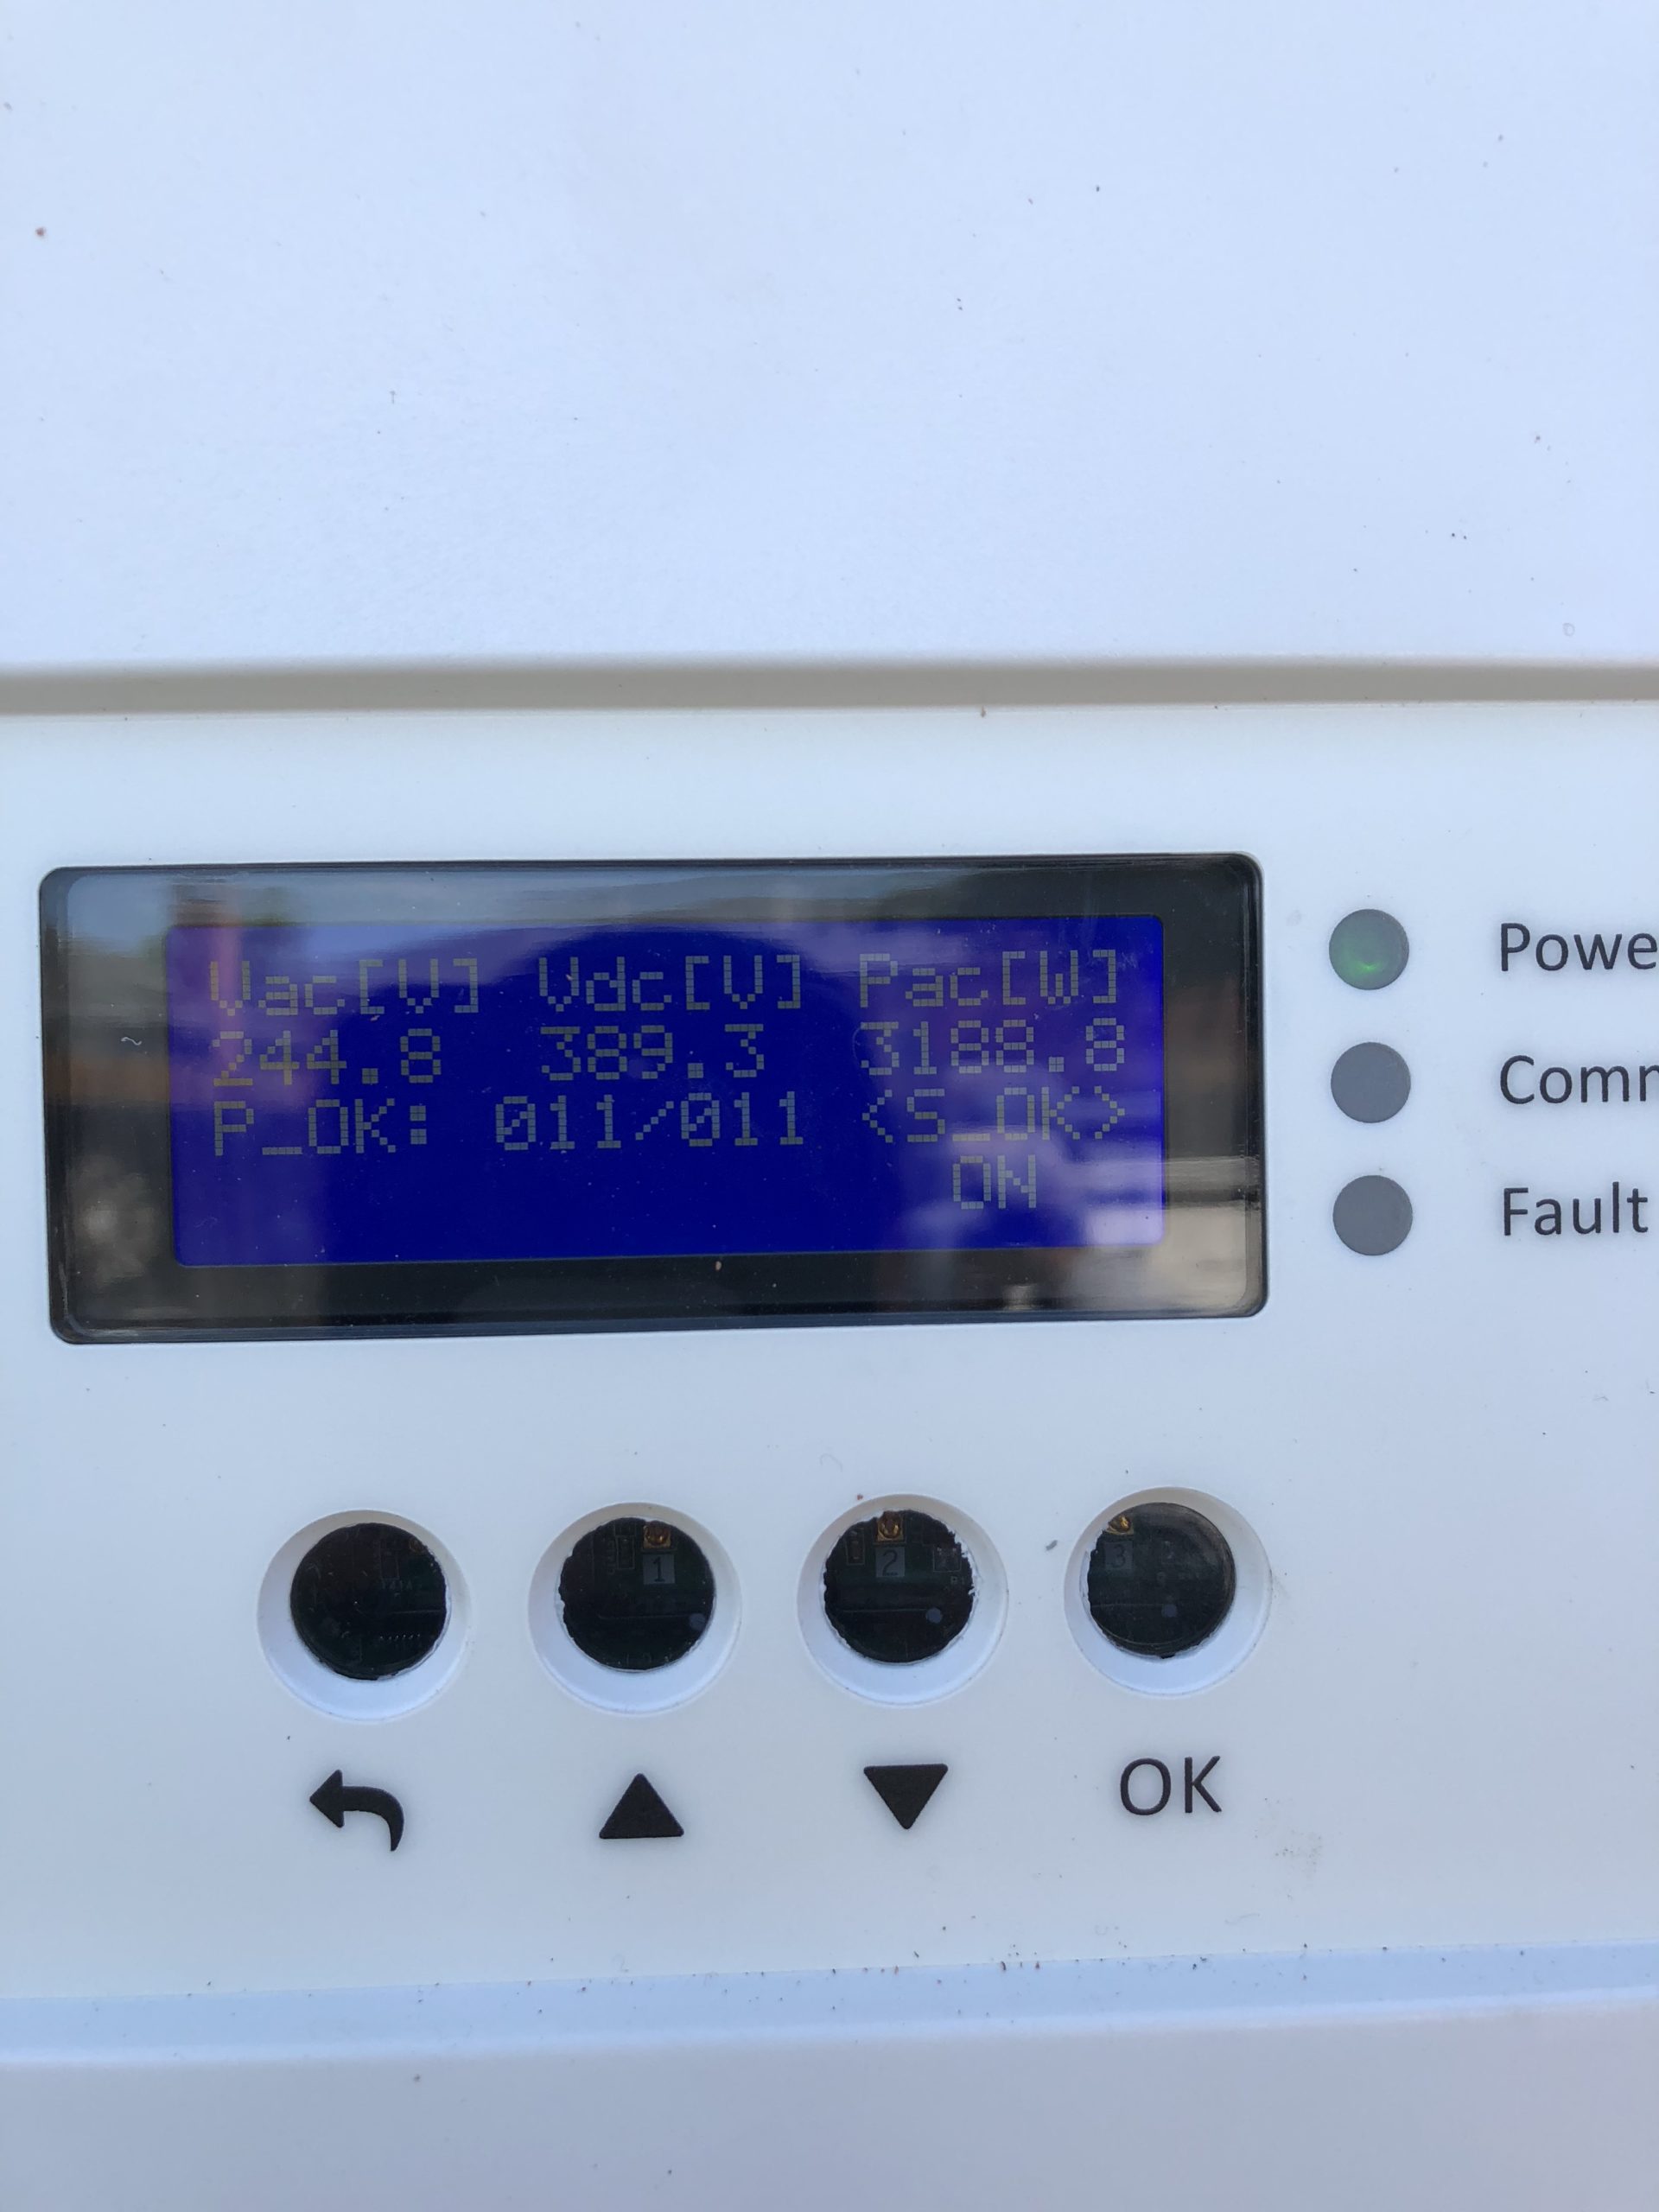 Vac[V] Vdc[V] Pac[W]
244.8 389.3 3188.8
P_OK: 011/011 <S_OK>
ON
Powe
Comm
Fault
1
2
3
OK